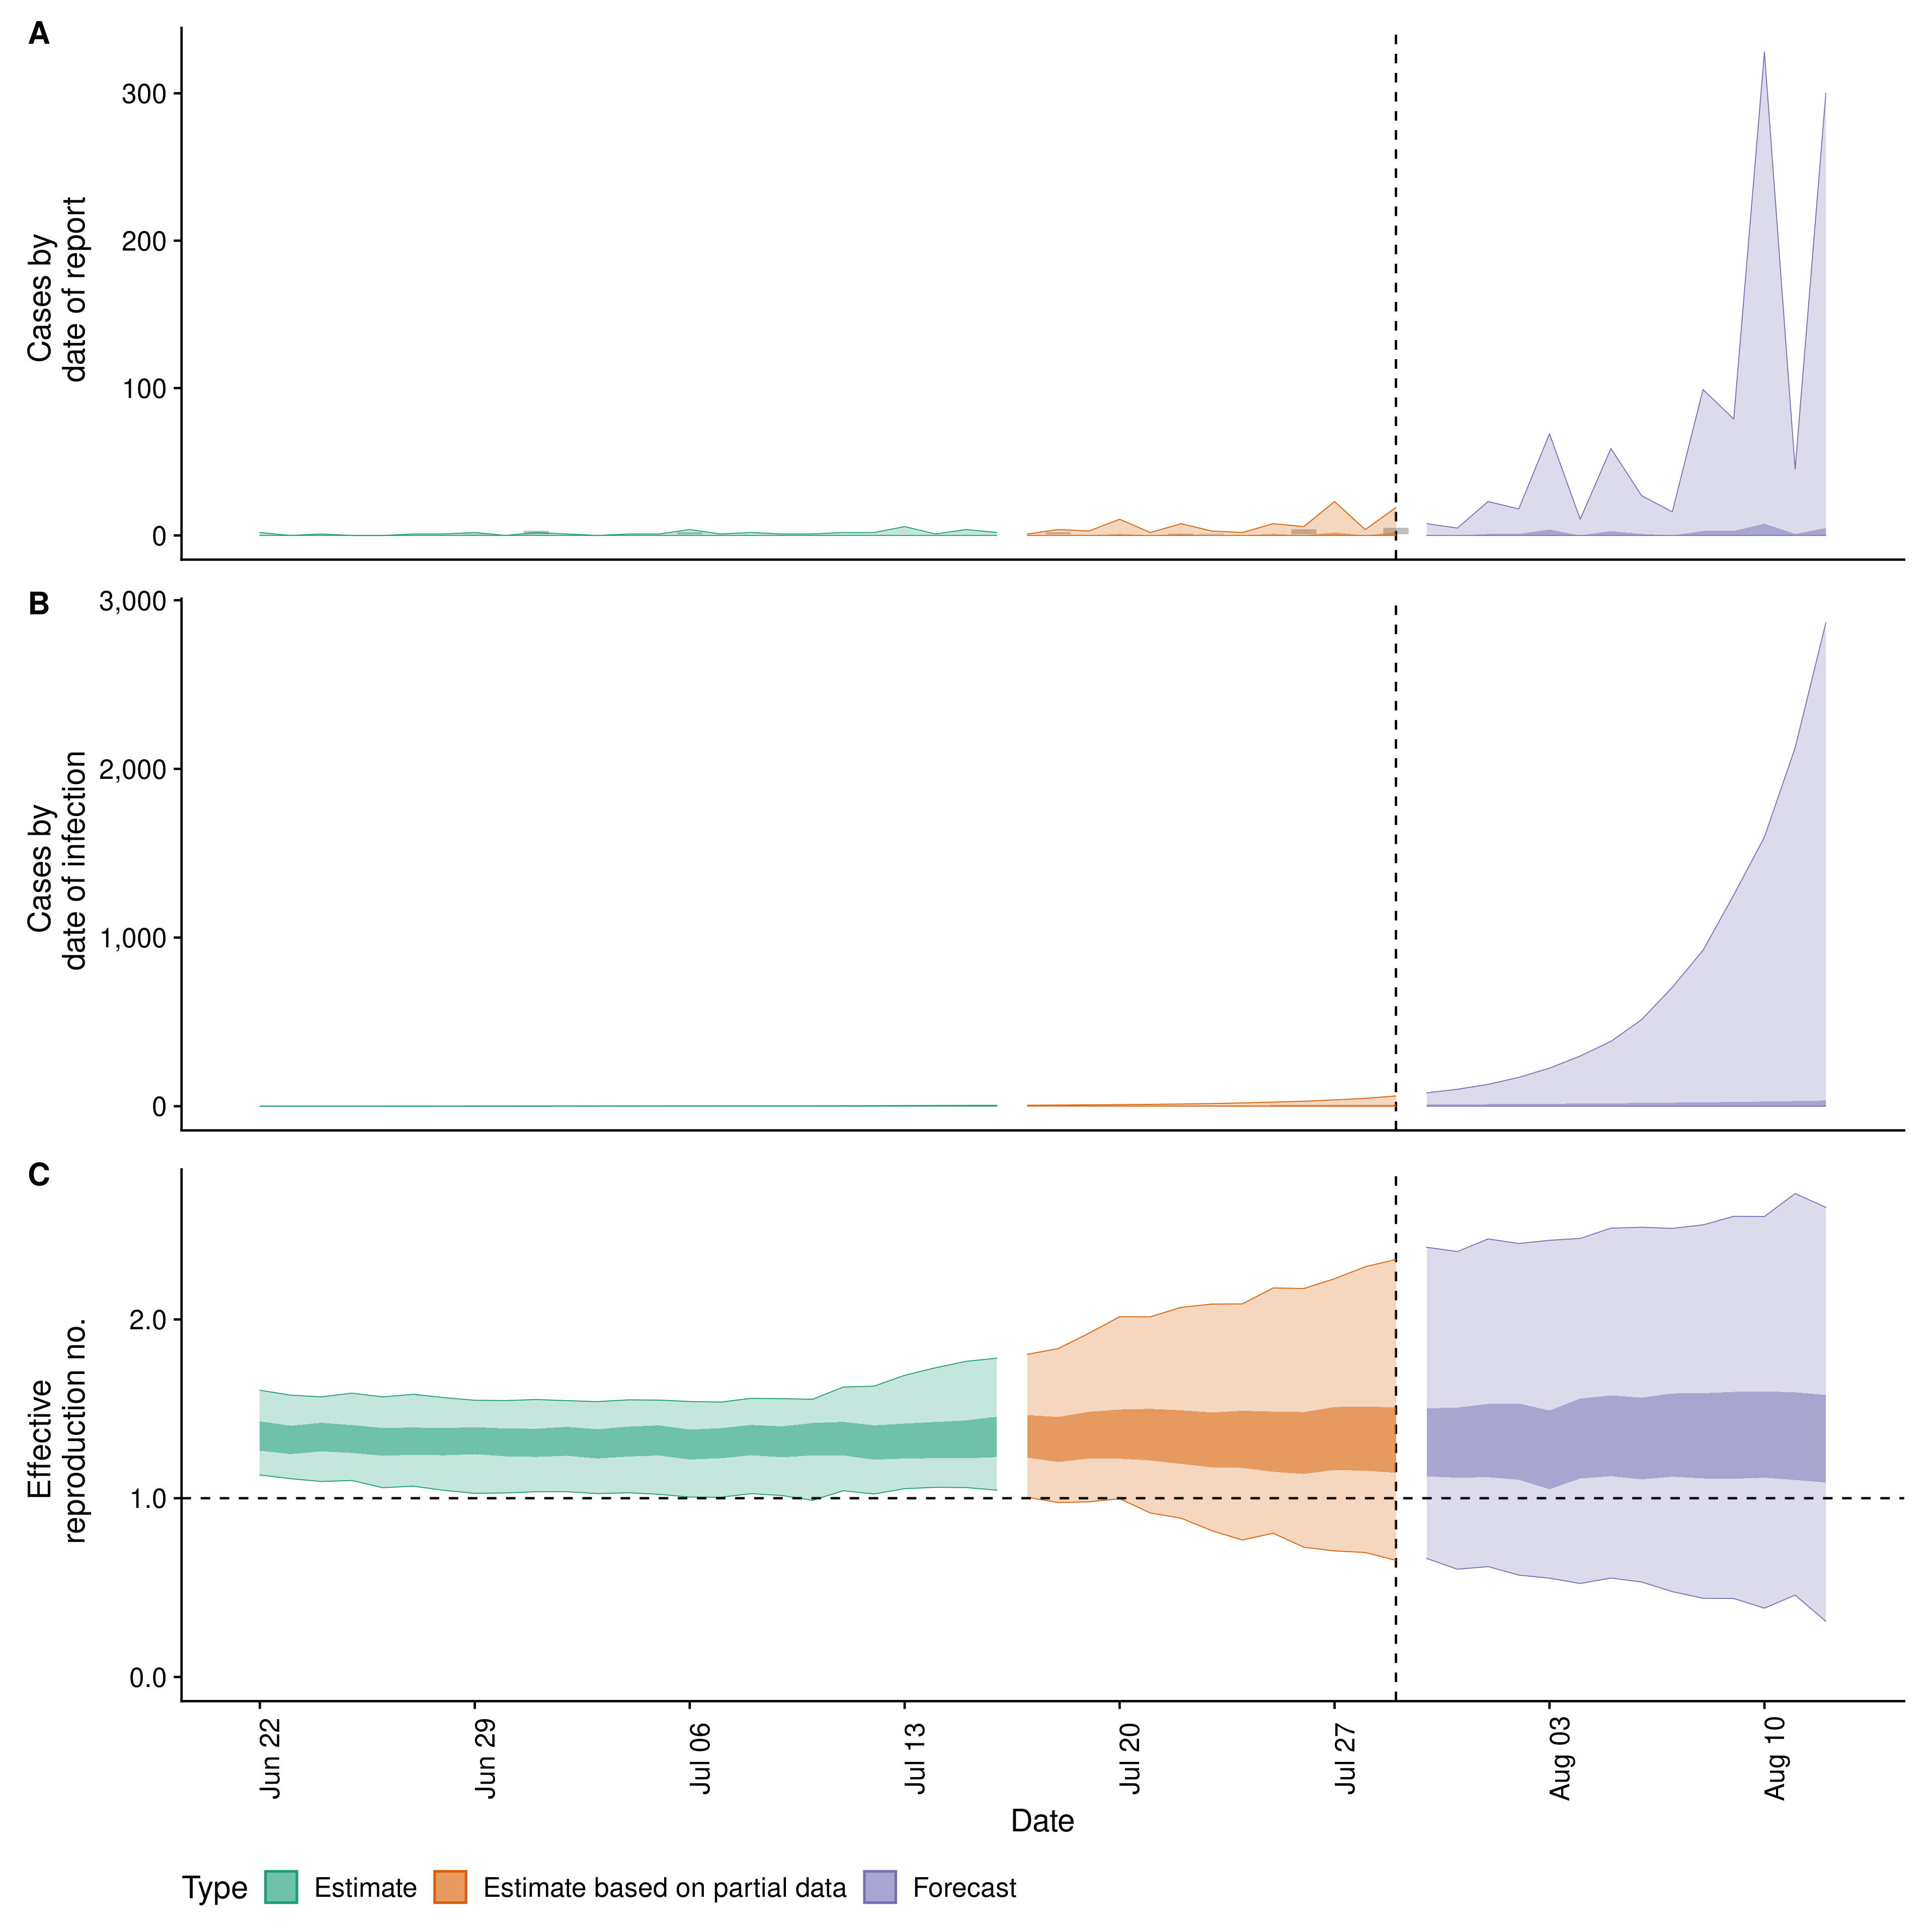 A
Cases by
date of report
300
200
100
0
B
Cases by
date of infection
3,000
2,000
1,000
0
C
Effective
reproduction no.
2.0
1.0
0.0
Jun 22
Jun 29
Jul 06
Jul 13
Jul 20
Jul 27
Aug 03
Aug 10
Date
Type Estimate Estimate based on partial data Forecast